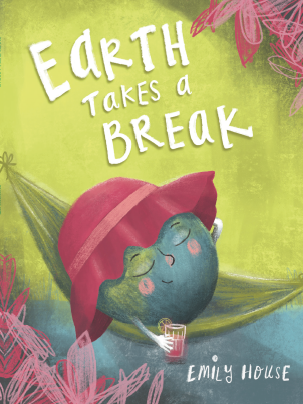 EARTH
TAKES a
BREAK
EMiLY HOUSE